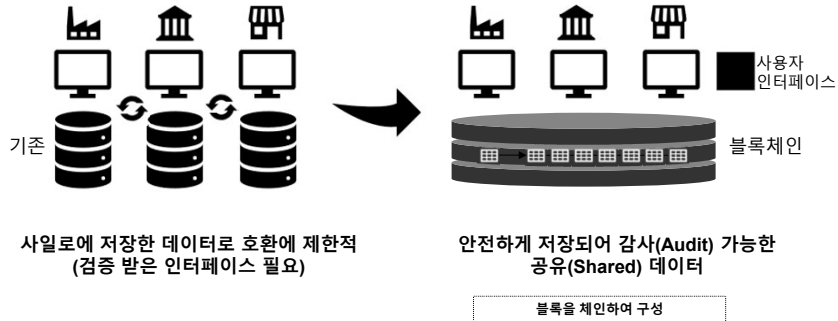 사용자
인터페이스
기존
블록체인
사일로에 저장한 데이터로 호환에 제한적
(검증 받은 인터페이스 필요)
안전하게 저장되어 감사(Audit) 가능한
공유(Shared) 데이터
블록을 체인하여 구성